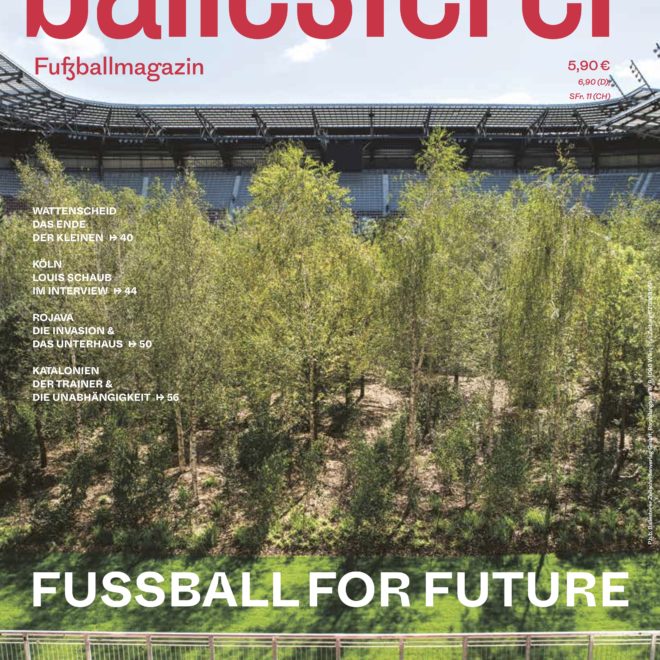 ballesterer
Fußballmagazin
5,90 €
6,90 (D),
SFr. 11 (CH)
WATTENSCHEID
DAS ENDE
DER KLEINEN ↦ 40
KÖLN
LOUIS SCHAUB
IM INTERVIEW ↦ 44
ROJAVA
DIE INVASION &
DAS UNTERHAUS ↦ 50
KATALONIEN
DER TRAINER &
DIE UNABHÄNGIGKEIT ↦ 56
FUSSBALL FOR FUTURE